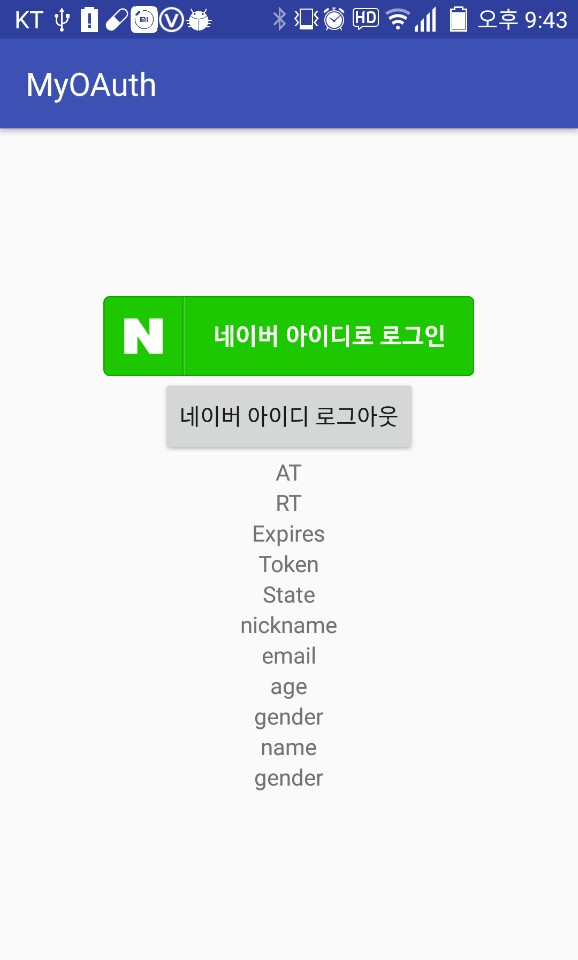 KT HD 오후 9:43
MyOAuth
N 네이버 아이디로 로그인
네이버 아이디 로그아웃
AT
RT
Expires
Token
State
nickname
email
age
gender
name
gender